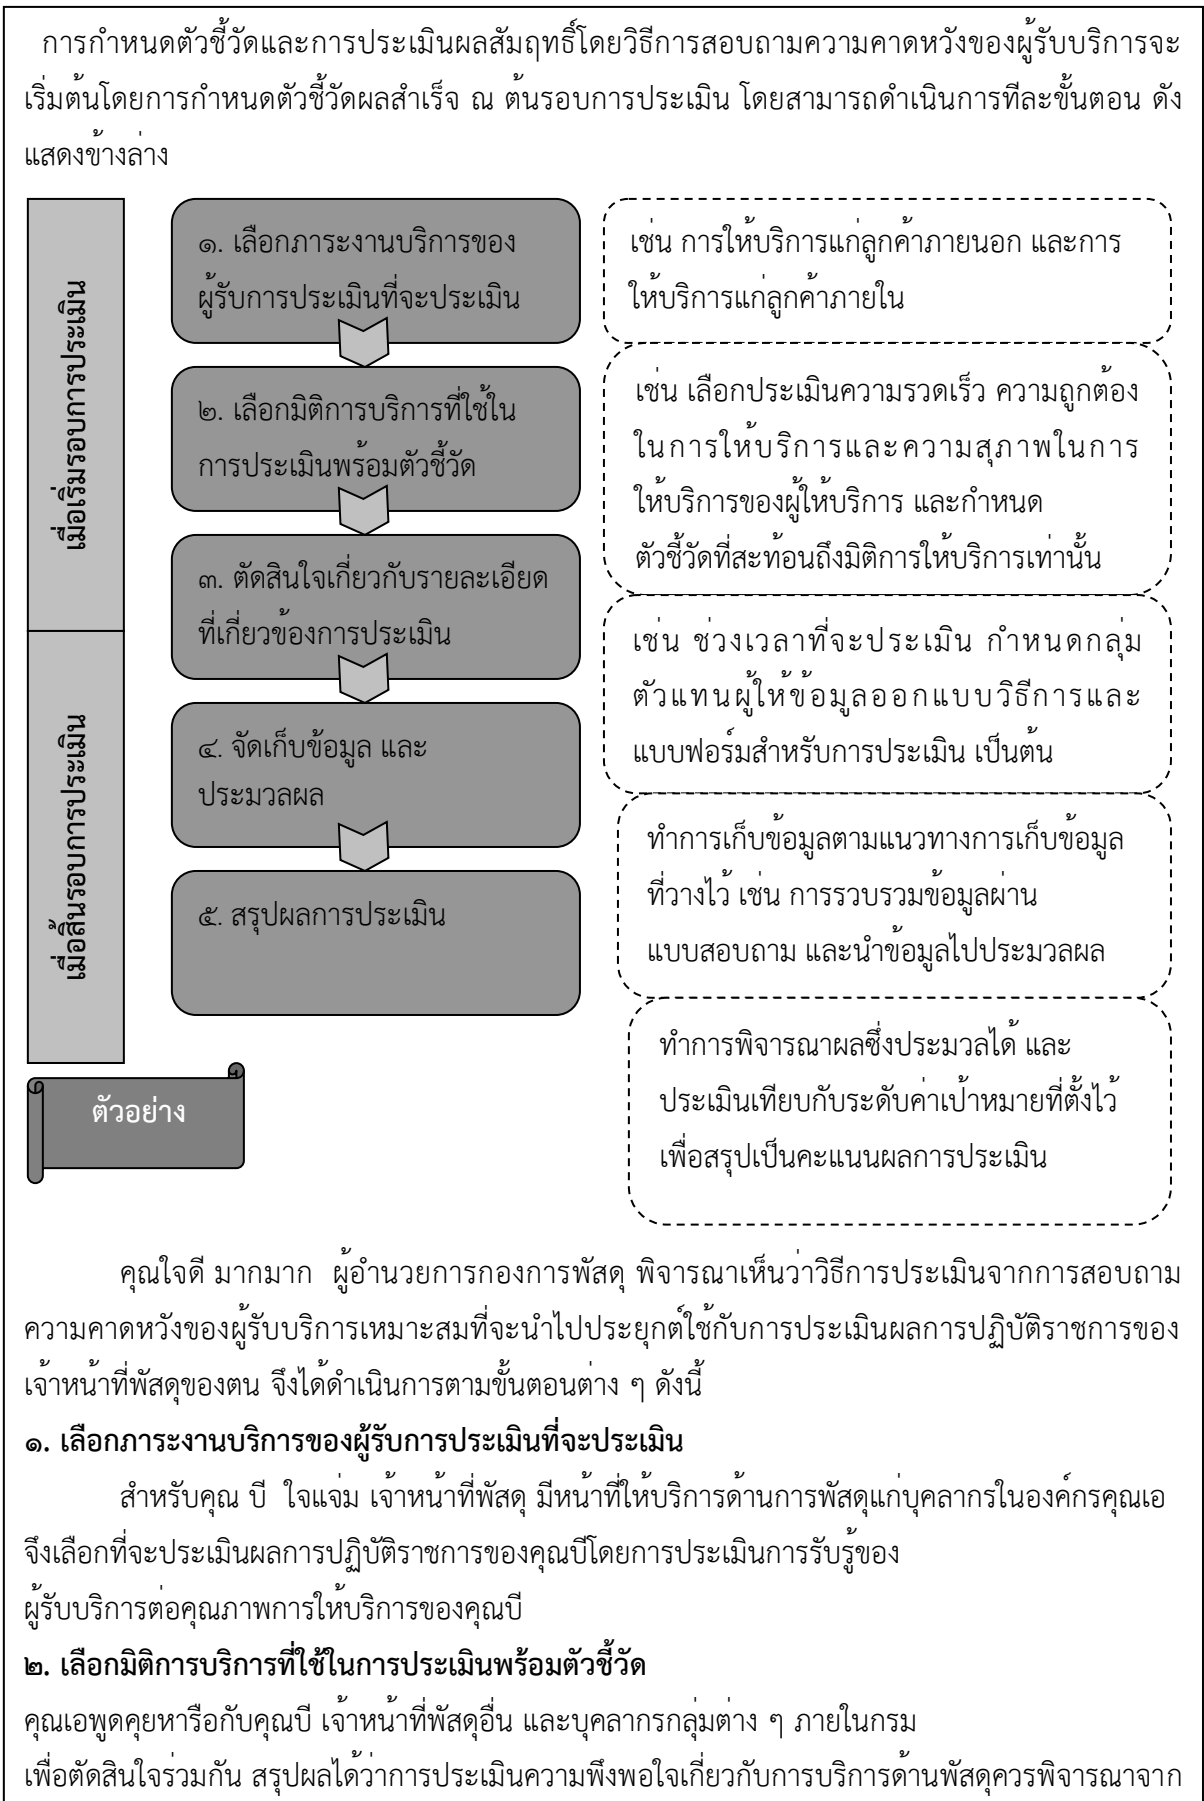 การกำหนดตัวชี้วัดและการประเมินผลสัมฤทธิ์โดยวิธีการสอบถามความคาดหวังของผู้รับบริการจะ
เริ่มต้นโดยการกำหนดตัวชี้วัดผลสำเร็จ ณ ต้นรอบการประเมิน โดยสามารถดำเนินการทีละขั้นตอน ดัง
แสดงข้างล่าง
เมื่อเริ่มรอบการประเมิน
๑. เลือกภาระงานบริการของ
ผู้รับการประเมินที่จะประเมิน
เช่น การให้บริการแก่ลูกค้าภายนอก และการ
ให้บริการแก่ลูกค้าภายใน
๒. เลือกมิติการบริการที่ใช้ใน
การประเมินพร้อมตัวชี้วัด
เช่น เลือกประเมินความรวดเร็ว ความถูกต้อง
ในการให้บริการและความสุภาพในการ
ให้บริการของผู้ให้บริการ และกำหนด
ตัวชี้วัดที่สะท้อนถึงมิติการให้บริการเท่านั้น
๓. ตัดสินใจเกี่ยวกับรายละเอียด
ที่เกี่ยวข้องการประเมิน
เช่น ช่วงเวลาที่จะประเมิน กำหนดกลุ่ม
ตัวแทนผู้ให้ข้อมูลออกแบบวิธีการและ
แบบฟอร์มสำหรับการประเมิน เป็นต้น
เมื่อสิ้นรอบการประเมิน
๔. จัดเก็บข้อมูล และ
ประมวลผล
ทำการเก็บข้อมูลตามแนวทางการเก็บข้อมูล
ที่วางไว้ เช่น การรวบรวมข้อมูลผ่าน
แบบสอบถาม และนำข้อมูลไปประมวลผล
๕. สรุปผลการประเมิน
ทำการพิจารณาผลซึ่งประมวลได้ และ
ประเมินเทียบกับระดับค่าเป้าหมายที่ตั้งไว้
เพื่อสรุปเป็นคะแนนผลการประเมิน
ตัวอย่าง
คุณใจดี มากมาก ผู้อำนวยการกองการพัสดุ พิจารณาเห็นว่าวิธีการประเมินจากการสอบถาม
ความคาดหวังของผู้รับบริการเหมาะสมที่จะนำไปประยุกต์ใช้กับการประเมินผลการปฏิบัติราชการของ
เจ้าหน้าที่พัสดุของตน จึงได้ดำเนินการตามขั้นตอนต่าง ๆ ดังนี้
๑. เลือกภาระงานบริการของผู้รับการประเมินที่จะประเมิน
สำหรับคุณ บี ใจแจ่ม เจ้าหน้าที่พัสดุ มีหน้าที่ให้บริการด้านการพัสดุแก่บุคลากรในองค์กรคุณเอ
จึงเลือกที่จะประเมินผลการปฏิบัติราชการของคุณบีโดยการประเมินการรับรู้ของ
ผู้รับบริการต่อคุณภาพการให้บริการของคุณบี
๒. เลือกมิติการบริการที่ใช้ในการประเมินพร้อมตัวชี้วัด
คุณเอพูดคุยหารือกับคุณบี เจ้าหน้าที่พัสดุอื่น และบุคลากรกลุ่มต่าง ๆ ภายในกรม
เพื่อตัดสินใจร่วมกัน สรุปผลได้ว่าการประเมินความพึงพอใจเกี่ยวกับการบริการด้านพัสดุควรพิจารณาจาก